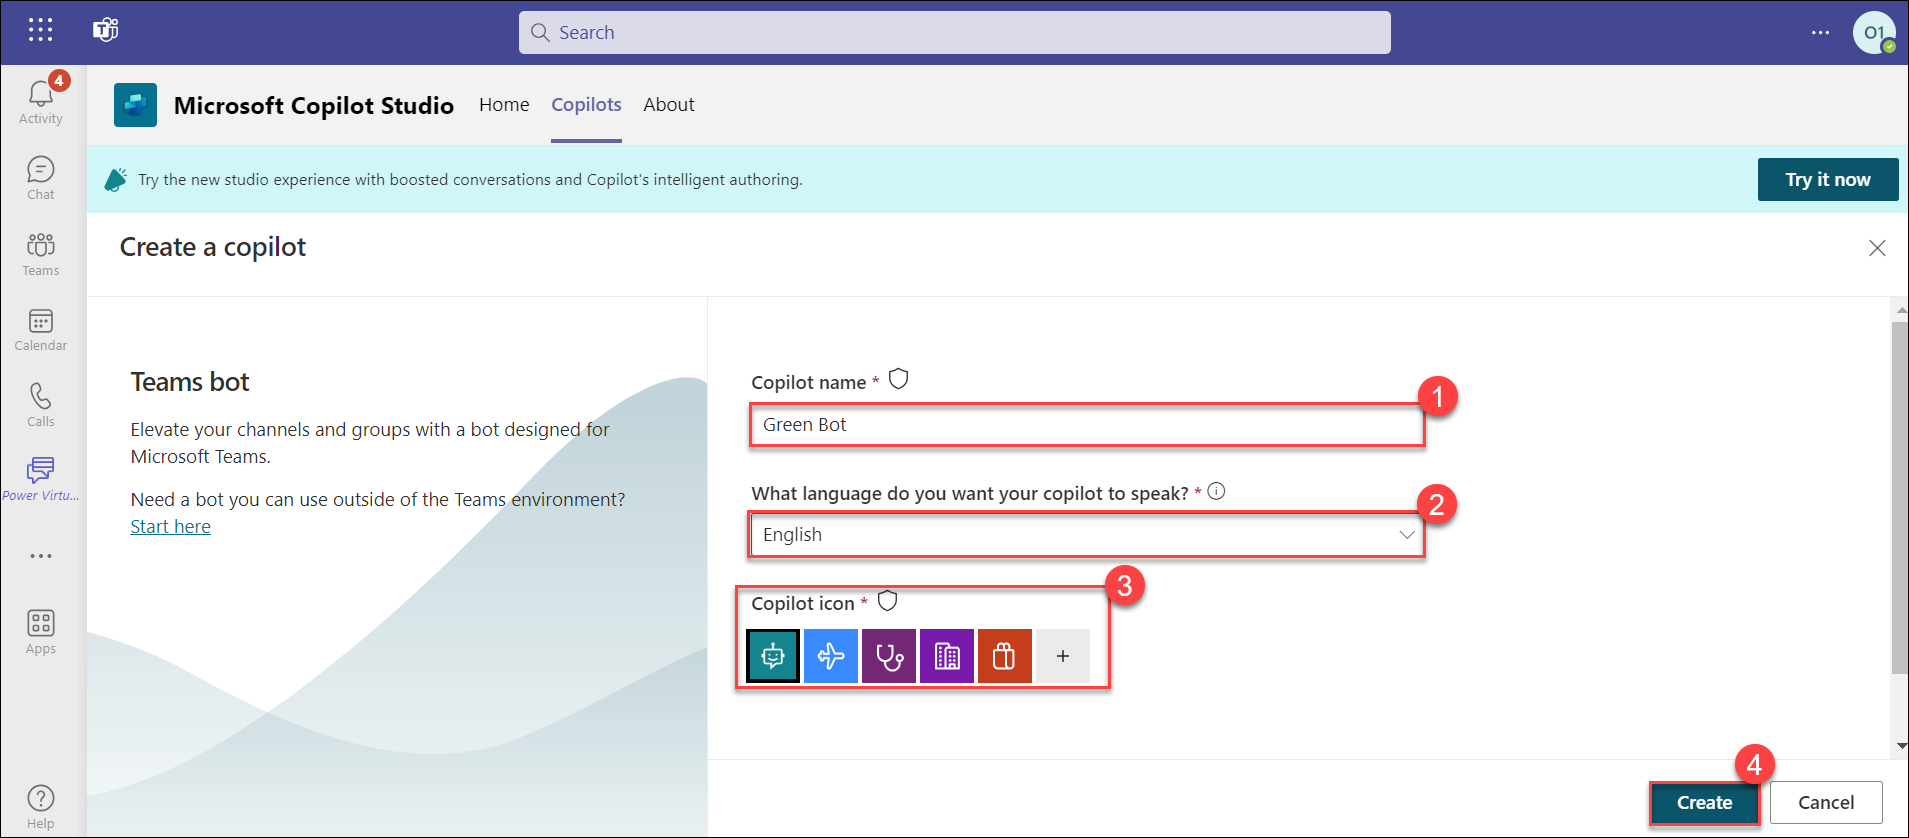 Search
O1
4
Activity
Chat
Teams
Calendar
Calls
Power Virtu...
Apps
Help
Microsoft Copilot Studio
Home
Copilots
About
Try the new studio experience with boosted conversations and Copilot's intelligent authoring.
Try it now
Create a copilot
Teams bot
Elevate your channels and groups with a bot designed for
Microsoft Teams.
Need a bot you can use outside of the Teams environment?
Start here
Copilot name *
1
Green Bot
What language do you want your copilot to speak? *
2
English
3
Copilot icon *
+
4
Create
Cancel